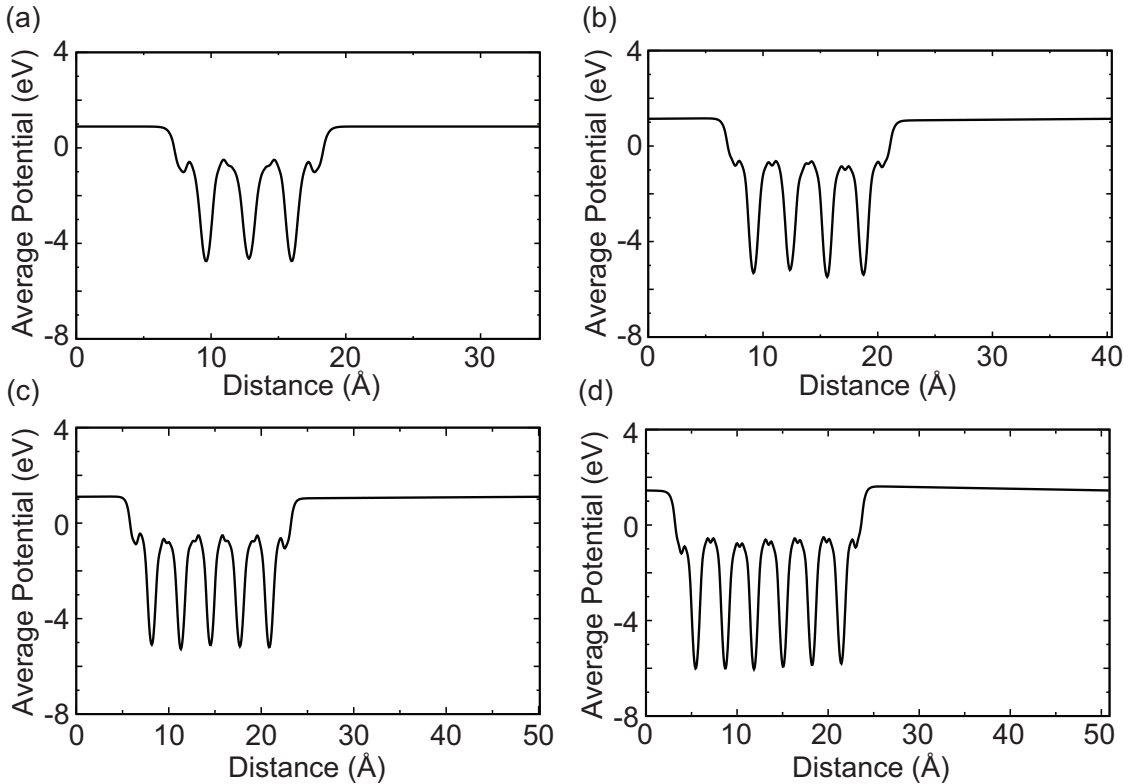 (a)
4
0
-4
-8
Average Potential (eV)
0 10 20 30
Distance (Å)
(b)
4
0
-4
-8
Average Potential (eV)
0 10 20 30 40
Distance (Å)
(c)
4
0
-4
-8
Average Potential (eV)
0 10 20 30 40 50
Distance (Å)
(d)
4
0
-4
-8
Average Potential (eV)
0 10 20 30 40 50
Distance (Å)